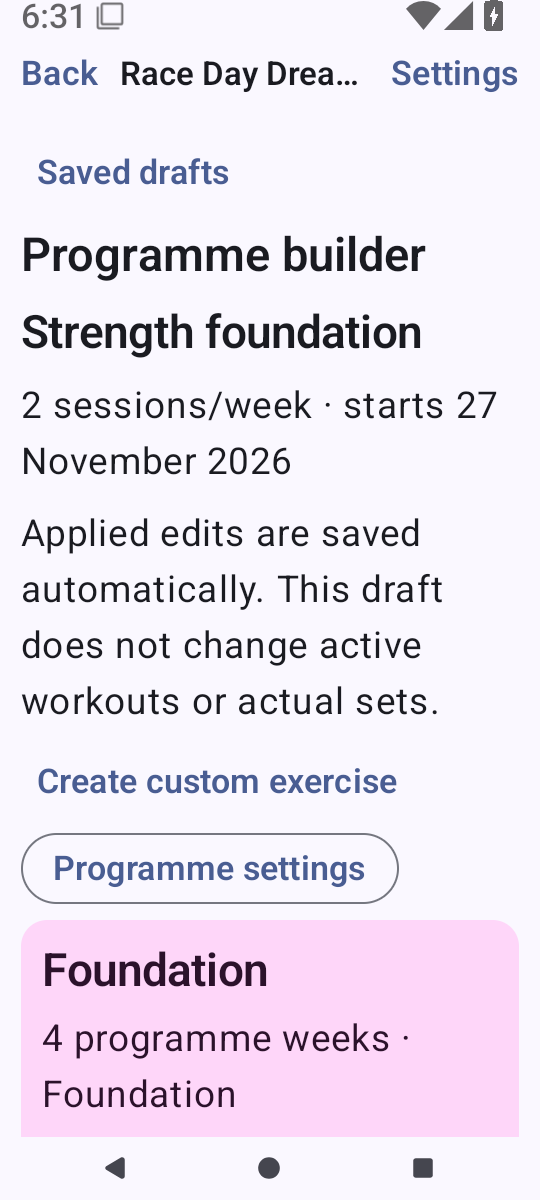 6:31
Back Race Day Drea... Settings
Saved drafts
Programme builder
Strength foundation
2 sessions/week · starts 27
November 2026
Applied edits are saved
automatically. This draft
does not change active
workouts or actual sets.
Create custom exercise
Programme settings
Foundation
4 programme weeks ·
Foundation